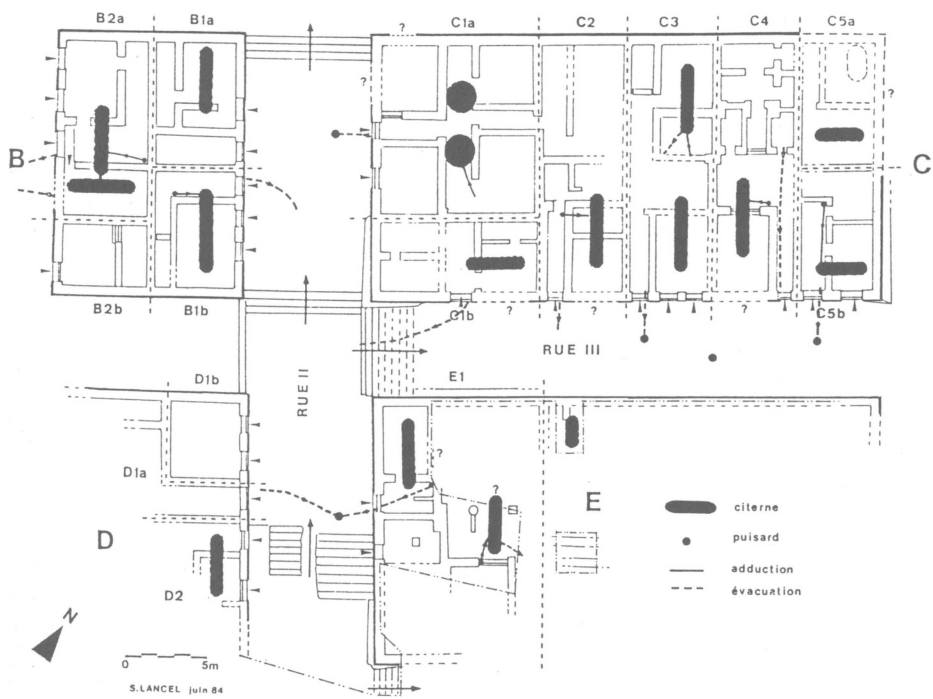 B2a B1a C1a C2 C3 C4 C5a
?
?
?
B
C
B2b B1b C1b ? ? ? C5b
RUE III
RUE II
D1b E1
?
D1a
?
D
E
D2
citerne
puisard
adduction
évacuation
N
0 5m
S.LANCEL juin 84